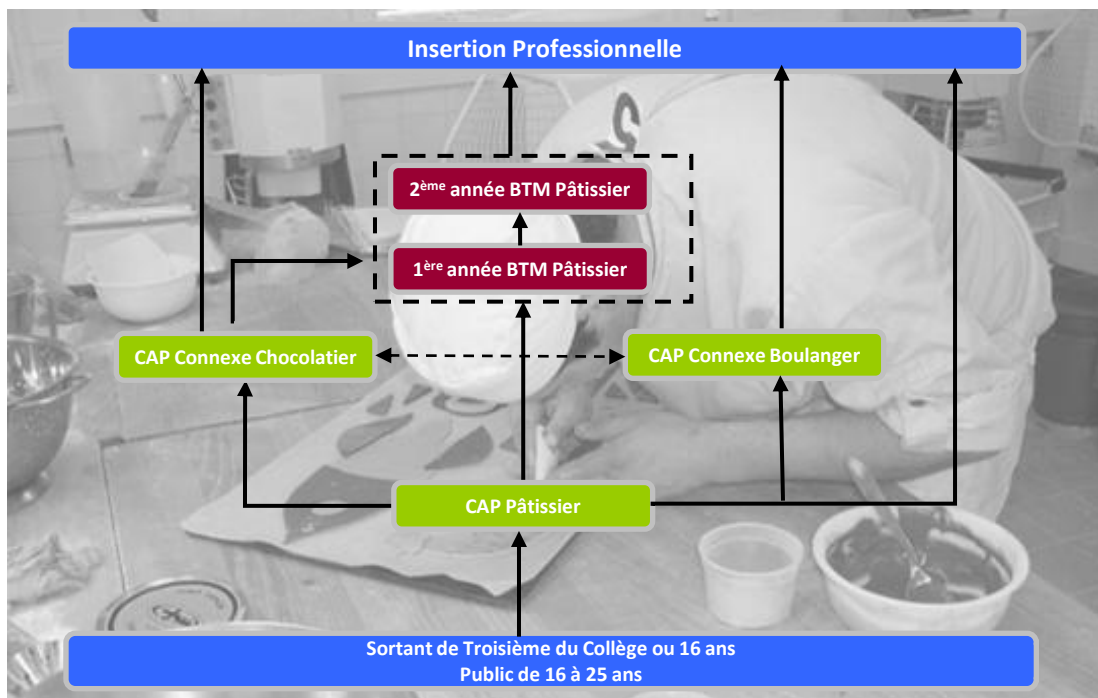 Insertion Professionnelle
2ème année BTM Pâtissier
1ère année BTM Pâtissier
CAP Connexe Chocolatier
CAP Connexe Boulanger
CAP Pâtissier
Sortant de Troisième du Collège ou 16 ans
Public de 16 à 25 ans